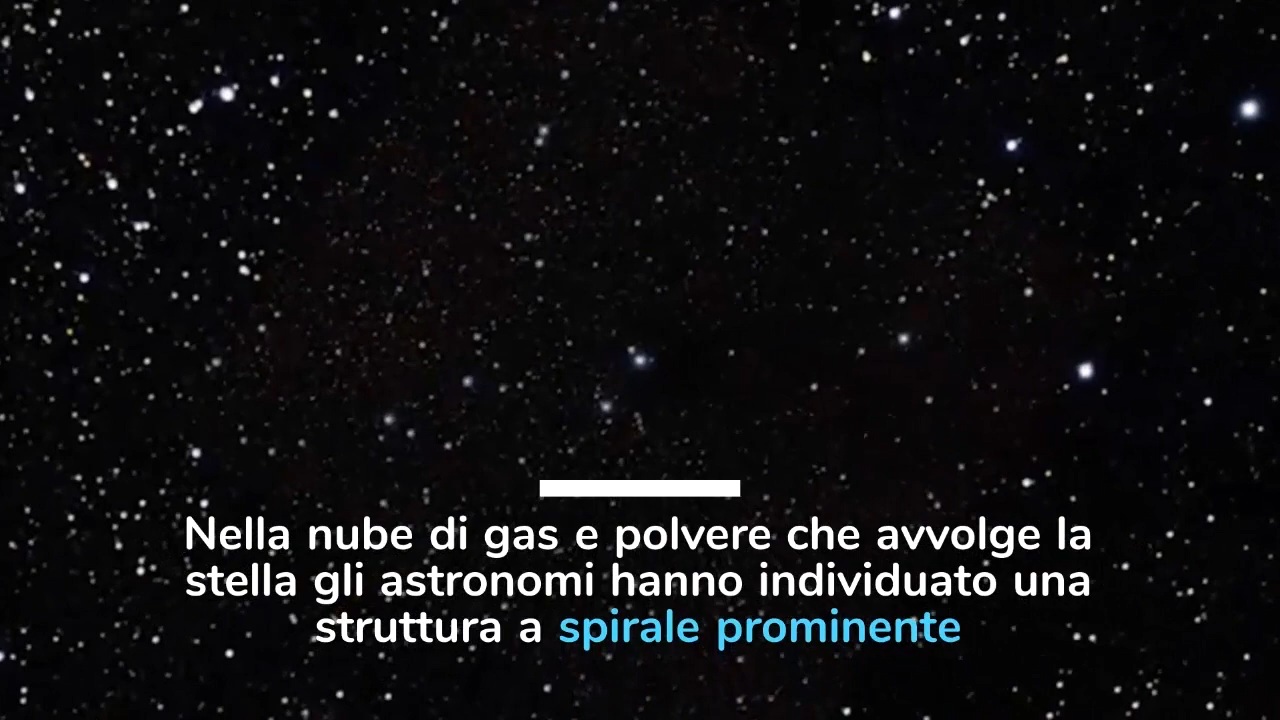 Nella nube di gas e polvere che avvolge la
stella gli astronomi hanno individuato una
struttura a spirale prominente